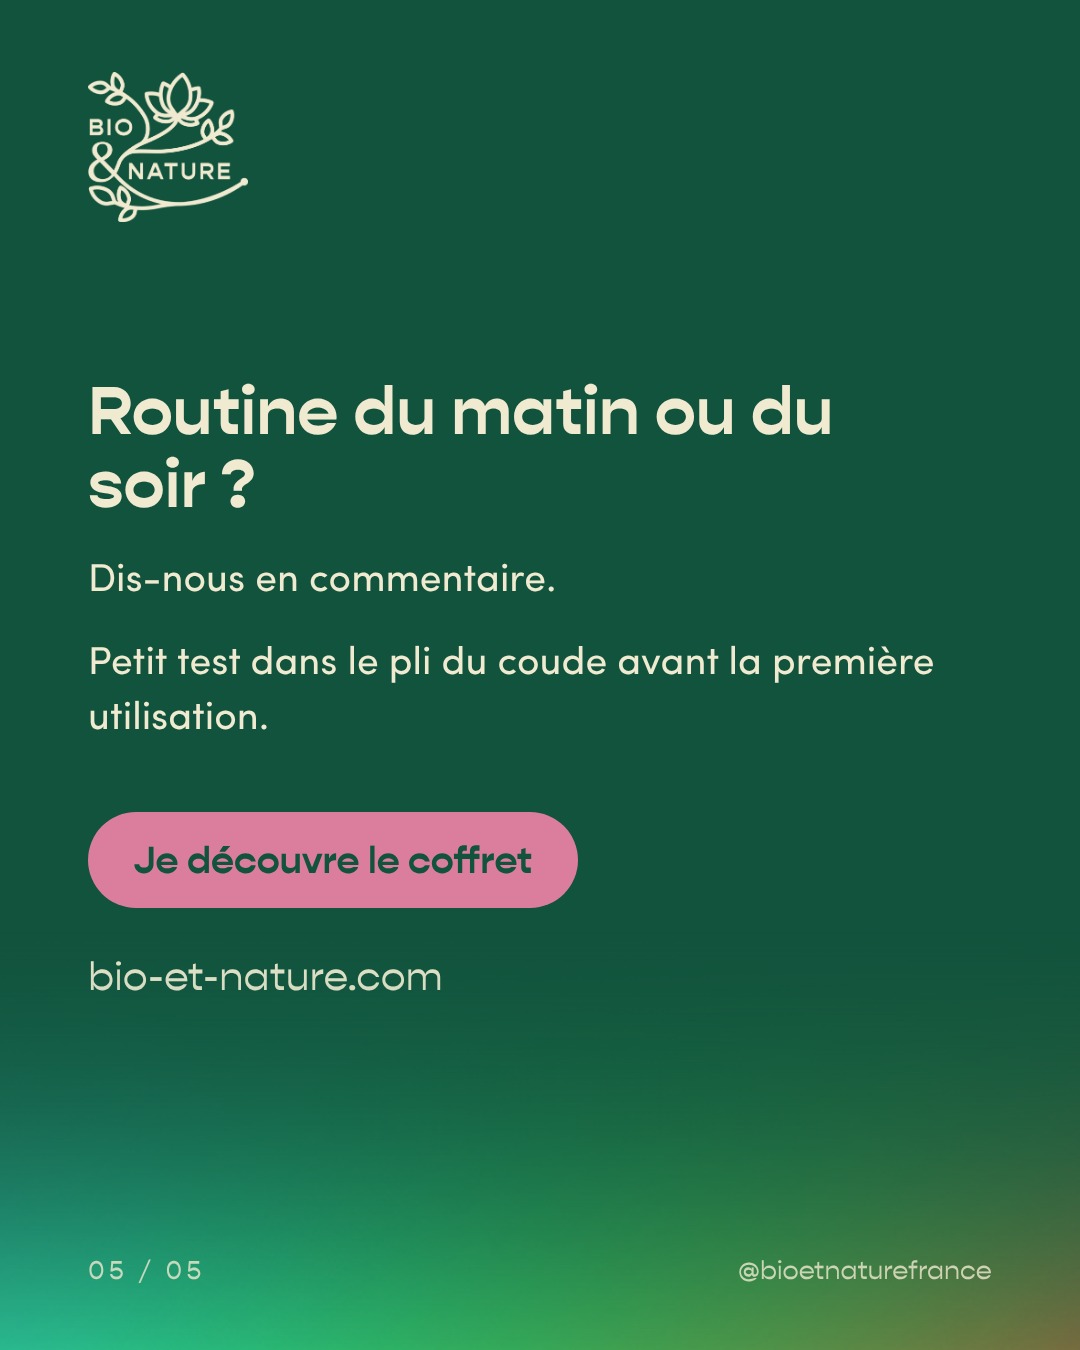 BIO
& NATURE
Routine du matin ou du
soir ?
Dis-nous en commentaire.
Petit test dans le pli du coude avant la première
utilisation.
Je découvre le coffret
bio-et-nature.com
05 / 05
@bioetnaturefrance